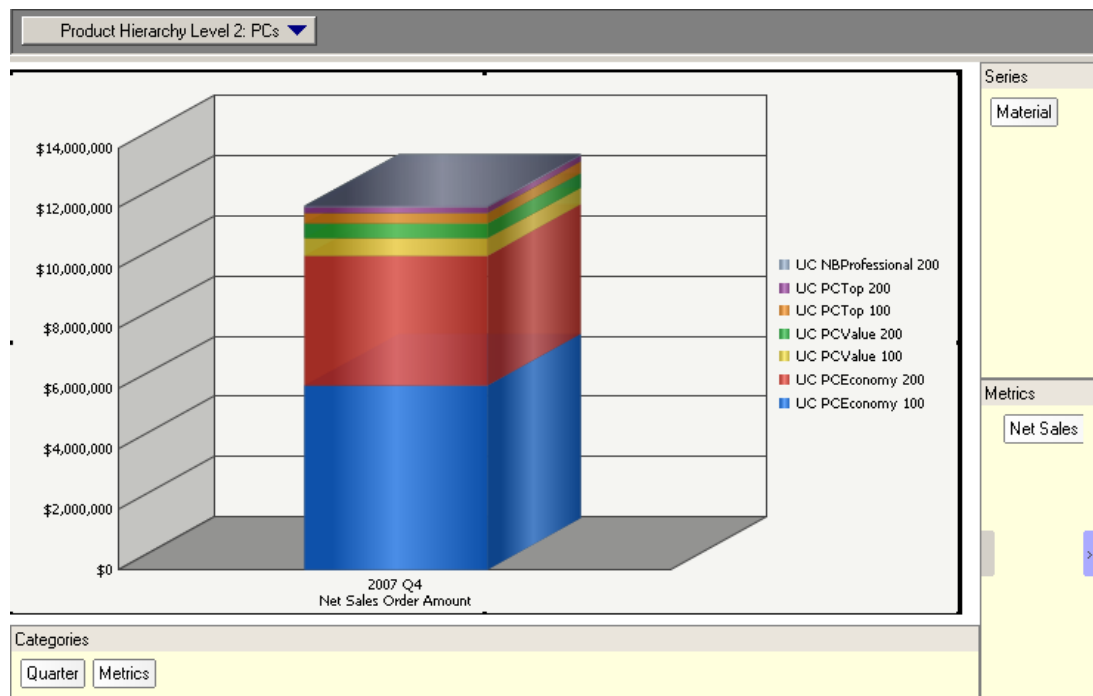 Product Hierarchy Level 2: PCs
Series
Material
$14,000,000
$12,000,000
$10,000,000
$8,000,000
$6,000,000
$4,000,000
$2,000,000
$0
2007 Q4
Net Sales Order Amount
UC NBProfessional 200
UC PCTop 200
UC PCTop 100
UC PCValue 200
UC PCValue 100
UC PCEconomy 200
UC PCEconomy 100
Metrics
Net Sales
>
Categories
Quarter Metrics